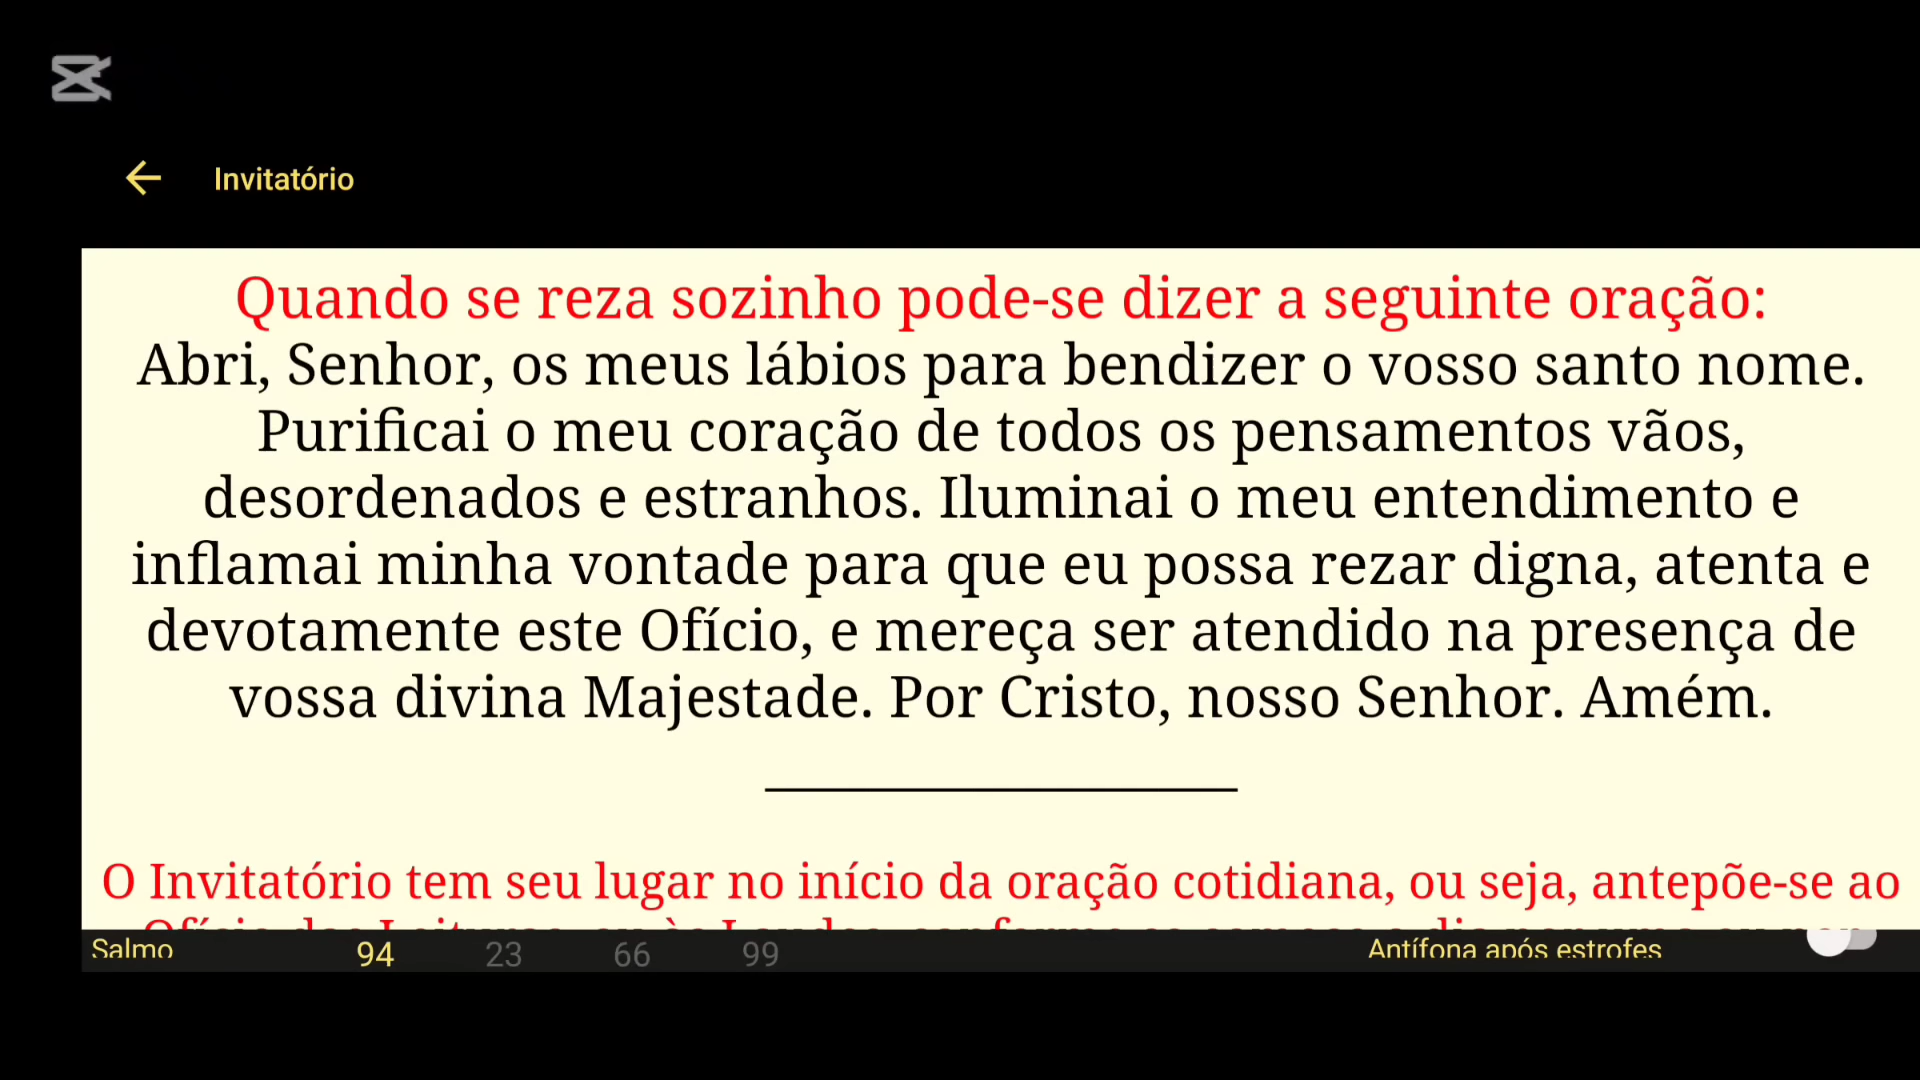 Invitatório
Quando se reza sozinho pode-se dizer a seguinte oração:
Abri, Senhor, os meus lábios para bendizer o vosso santo nome.
Purificai o meu coração de todos os pensamentos vãos,
desordenados e estranhos. Iluminai o meu entendimento e
inflamai minha vontade para que eu possa rezar digna, atenta e
devotamente este Ofício, e mereça ser atendido na presença de
vossa divina Majestade. Por Cristo, nosso Senhor. Amém.
O Invitatório tem seu lugar no início da oração cotidiana, ou seja, antepõe-se ao
Salmo 94 23 66 99 Antífona após estrofes